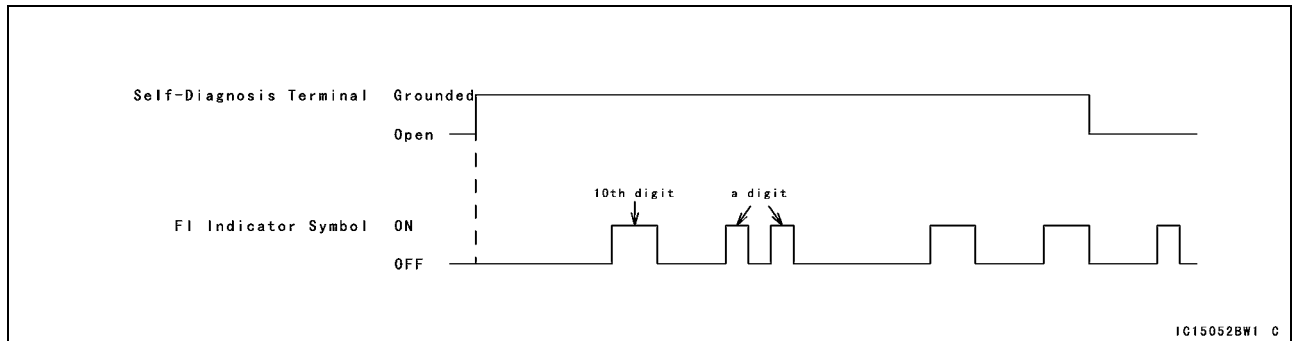 Self-Diagnosis Terminal Grounded
Open
10th digit a digit
FI Indicator Symbol ON
OFF
IC15052BW1 C